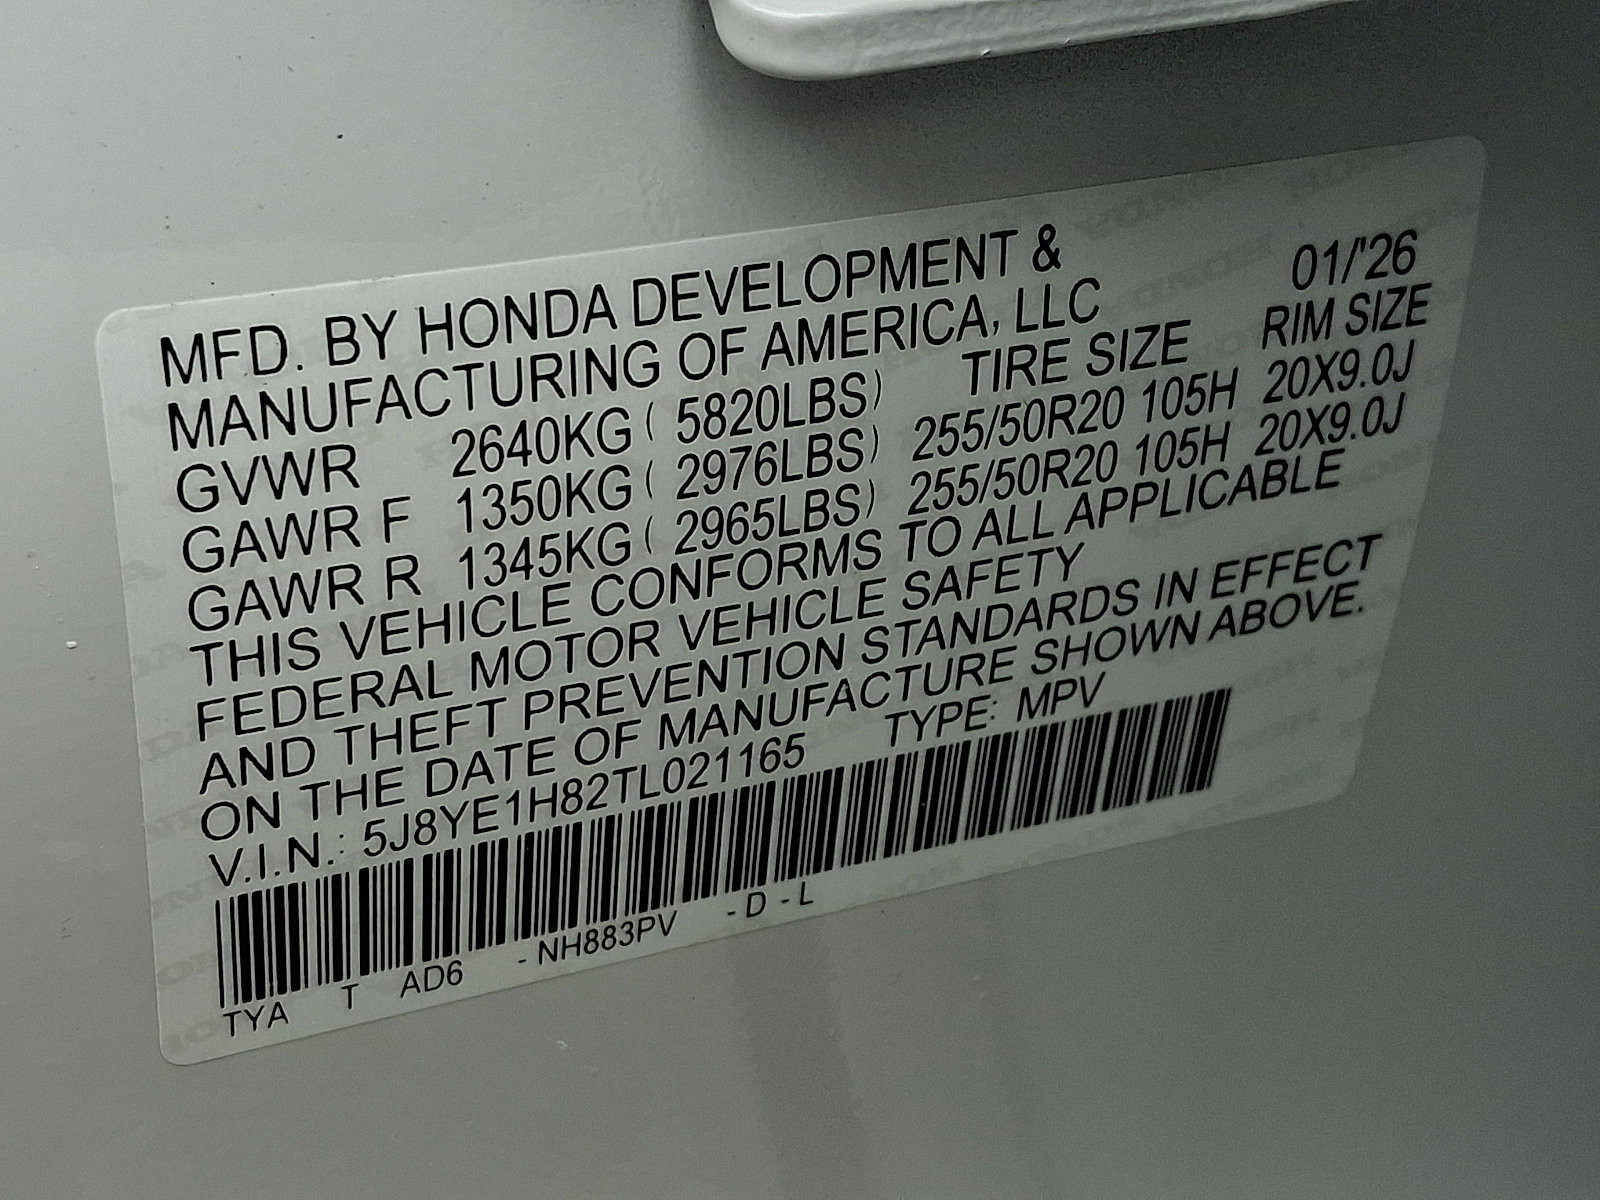 MFD. BY HONDA DEVELOPMENT & 01/'26
MANUFACTURING OF AMERICA, LLC
TIRE SIZE RIM SIZE
GVWR 2640KG ( 5820LBS)
GAWR F 1350KG ( 2976LBS) 255/50R20 105H 20X9.0J
GAWR R 1345KG ( 2965LBS) 255/50R20 105H 20X9.0J
THIS VEHICLE CONFORMS TO ALL APPLICABLE
FEDERAL MOTOR VEHICLE SAFETY
AND THEFT PREVENTION STANDARDS IN EFFECT
ON THE DATE OF MANUFACTURE SHOWN ABOVE.
V.I.N.: 5J8YE1H82TL021165 TYPE: MPV
TYA T AD6 - NH883PV - D - L